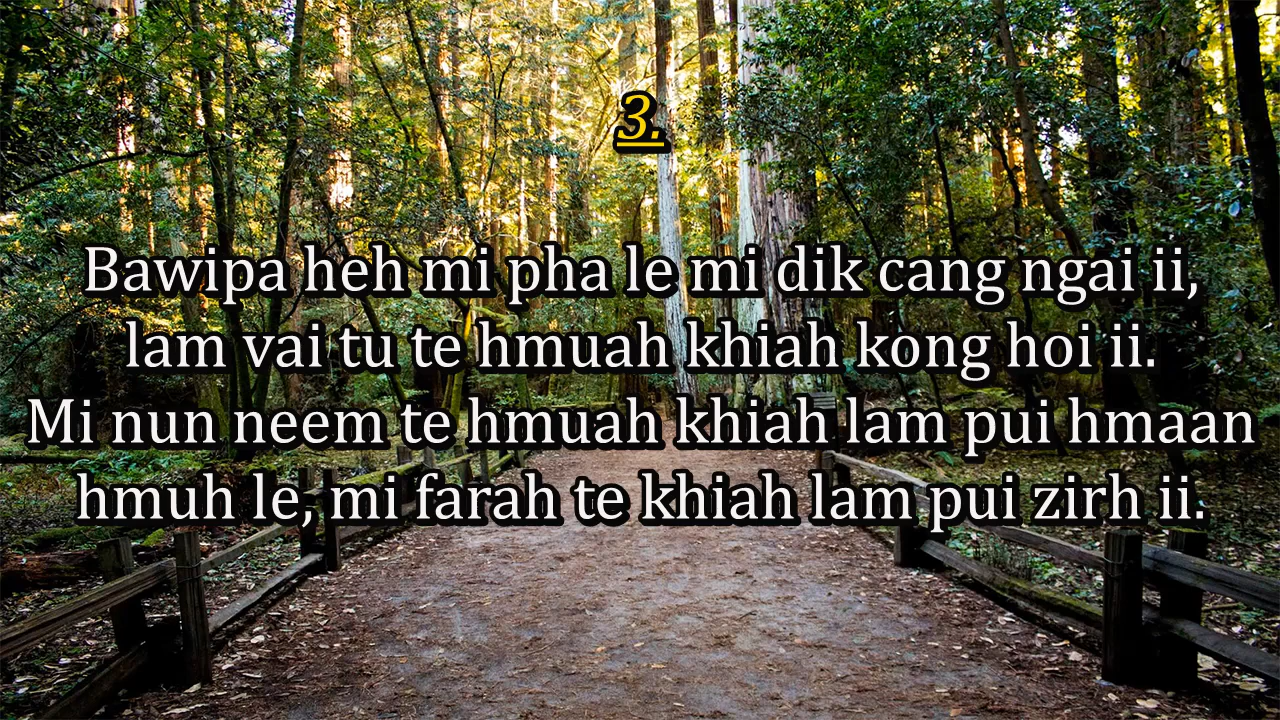 3.
Bawipa heh mi pha le mi dik cang ngai ii,
lam vai tu te hmuah khiah kong hoi ii.
Mi nun neem te hmuah khiah lam pui hmaan
hmuh le, mi farah te khiah lam pui zirh ii.